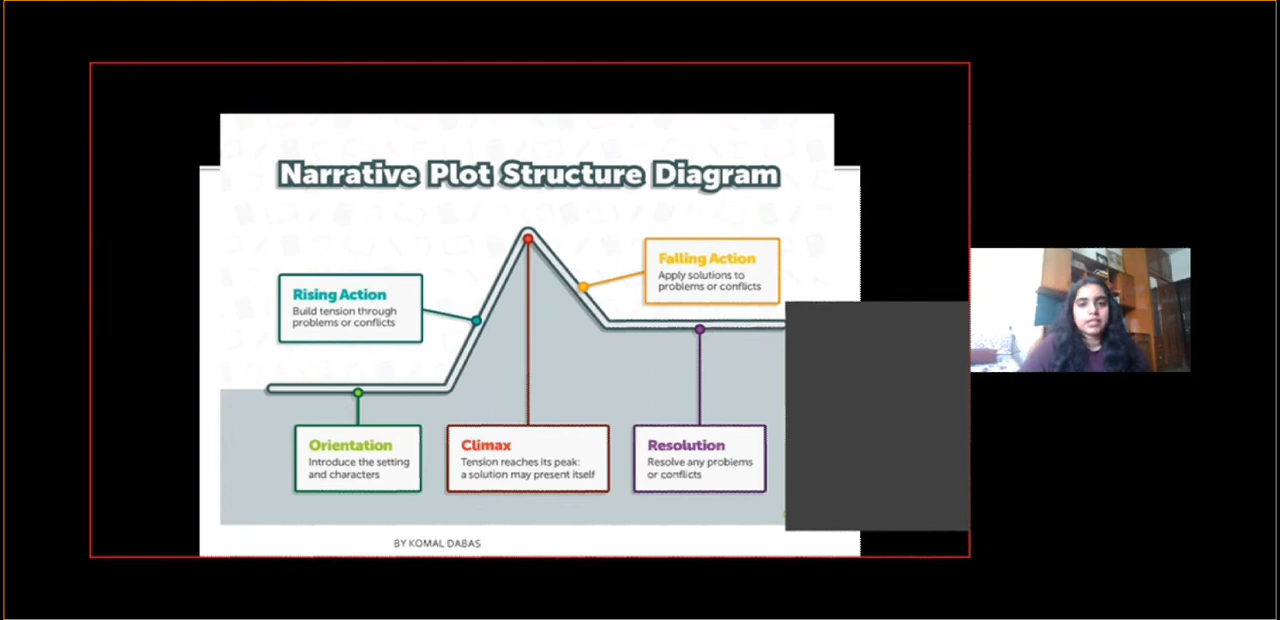 Narrative Plot Structure Diagram
Falling Action
Apply solutions to
problems or conflicts
Rising Action
Build tension through
problems or conflicts
Orientation
Introduce the setting
and characters
Climax
Tension reaches its peak:
a solution may present itself
Resolution
Resolve any problems
or conflicts
BY KOMAL DABAS